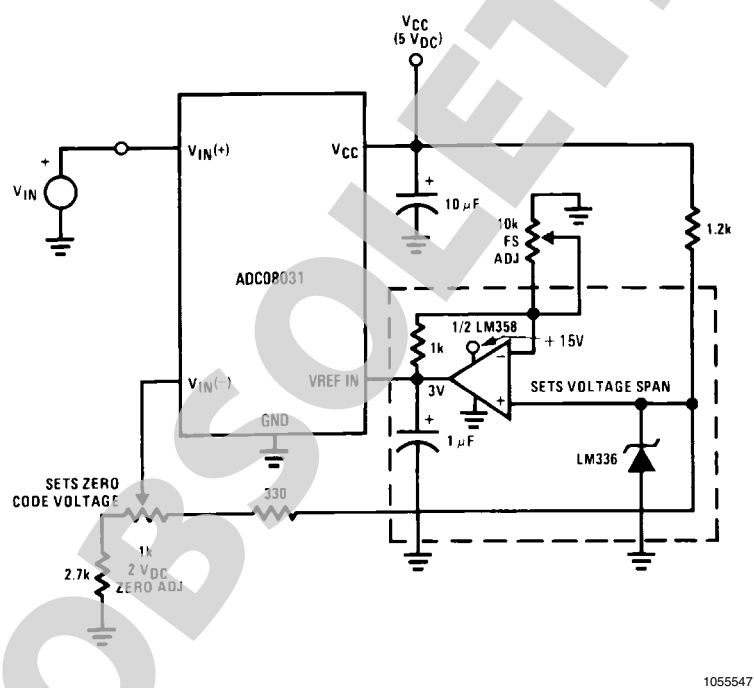 VCC
(5 VDC)
VIN(+)
VCC
+
VIN
+
10 µF
10k
FS
ADJ
1.2k
ADC08031
1/2 LM358
+ 15V
1k
−
VIN(−)
VREF IN
3V
+
SETS VOLTAGE SPAN
GND
+
1 µF
LM336
SETS ZERO
CODE VOLTAGE
330
1k
2 VDC
ZERO ADJ
2.7k
OBSOLETE
1055547